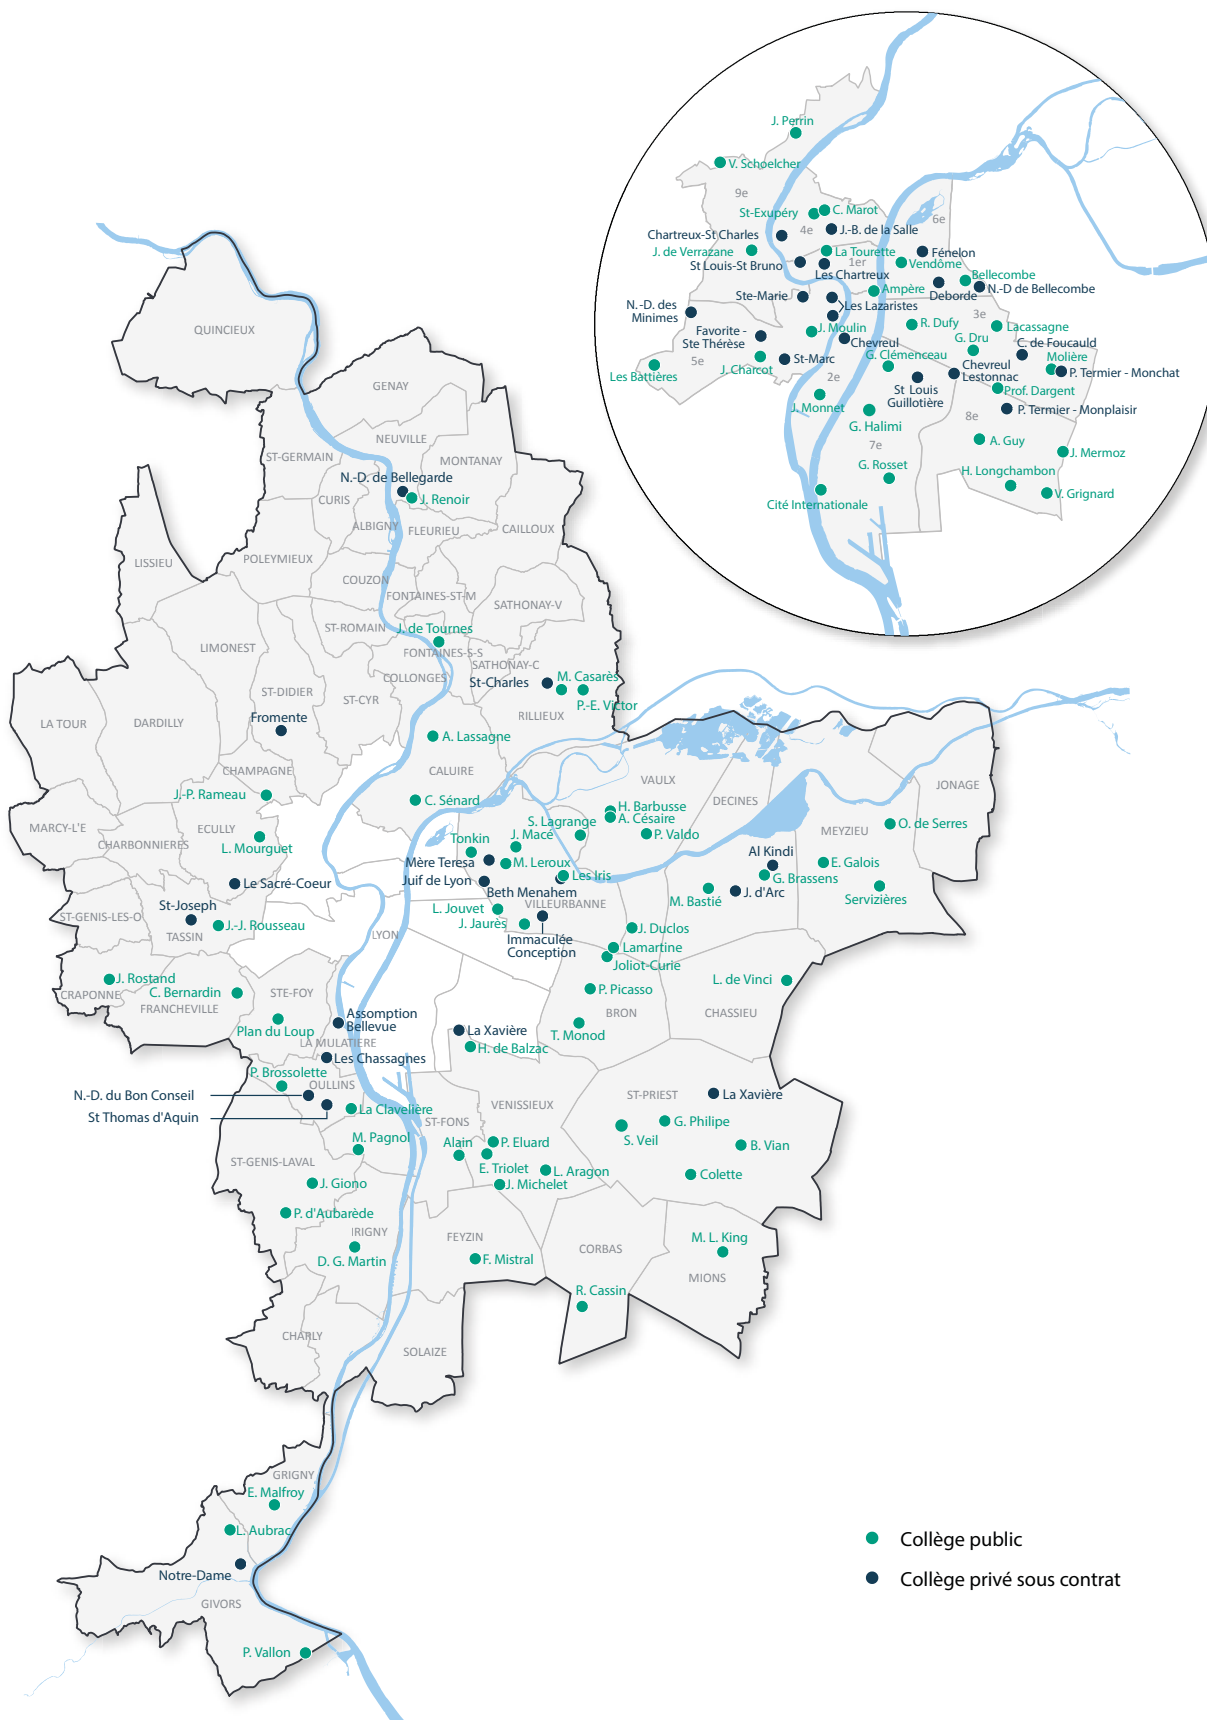 J. Perrin
V. Schoelcher
9e
6e
St-Exupéry
C. Marot
4e
J.-B. de la Salle
Chartreux-St Charles
J. de Verrazane
La Tourette
Fénelon
St Louis-St Bruno
1er
Vendôme
Les Chartreux
Bellecombe
Ampère
Deborde
N.-D de Bellecombe
Ste-Marie
Les Lazaristes
N.-D. des
Minimes
3e
R. Dufy
Lacassagne
J. Moulin
Favorite -
Ste Thérèse
Chevreul
G. Dru
C. de Foucauld
Molière
5e
St-Marc
G. Clémenceau
Chevreul
Lestonnac
P. Termier - Monchat
Les Battières
J. Charcot
2e
St Louis
Guillotière
Prof. Dargent
J. Monnet
P. Termier - Monplaisir
8e
G. Halimi
7e
A. Guy
J. Mermoz
G. Rosset
H. Longchambon
V. Grignard
Cité Internationale
QUINCIEUX
GENAY
NEUVILLE
ST-GERMAIN
MONTANAY
N.-D. de Bellegarde
CURIS
J. Renoir
ALBIGNY
FLEURIEU
CAILLOUX
LISSIEU
POLEYMIEUX
COUZON
FONTAINES-ST-M
SATHONAY-V
ST-ROMAIN
J. de Tournes
LIMONEST
FONTAINES-S-S
SATHONAY-C
COLLONGES
St-Charles
M. Casarès
ST-DIDIER
ST-CYR
P.-E. Victor
RILLIEUX
LA TOUR
DARDILLY
Fromente
A. Lassagne
CHAMPAGNE
CALUIRE
VAULX
JONAGE
J.-P. Rameau
C. Sénard
DECINES
H. Barbusse
A. Césaire
MARCY-L'E
ECULLY
S. Lagrange
O. de Serres
CHARBONNIERES
L. Mourguet
Tonkin
J. Macé
P. Valdo
MEYZIEU
Mère Teresa
M. Leroux
Al Kindi
E. Galois
Le Sacré-Coeur
Juif de Lyon
Les Iris
G. Brassens
Beth Menahem
J. d'Arc
M. Bastié
Servizières
St-Joseph
ST-GENIS-LES-O
L. Jouvet
VILLEURBANNE
J.-J. Rousseau
J. Jaurès
J. Duclos
TASSIN
LYON
Immaculée
Conception
Lamartine
Joliot-Curie
J. Rostand
L. de Vinci
CRAPONNE
C. Bernardin
STE-FOY
P. Picasso
FRANCHEVILLE
Assomption
Bellevue
BRON
CHASSIEU
Plan du Loup
La Xavière
T. Monod
LA MULATIERE
H. de Balzac
Les Chassagnes
P. Brossolette
OULLINS
N.-D. du Bon Conseil
ST-PRIEST
La Xavière
La Clavelière
VENISSIEUX
St Thomas d'Aquin
ST-FONS
G. Philipe
M. Pagnol
Alain
P. Eluard
S. Veil
B. Vian
ST-GENIS-LAVAL
E. Triolet
L. Aragon
Colette
J. Giono
J. Michelet
P. d'Aubarède
IRIGNY
FEYZIN
M. L. King
CORBAS
D. G. Martin
F. Mistral
MIONS
R. Cassin
CHARLY
SOLAIZE
GRIGNY
E. Malfroy
L. Aubrac
Notre-Dame
GIVORS
P. Vallon
Collège public
Collège privé sous contrat